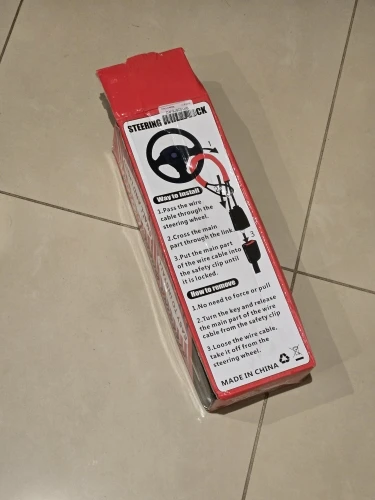 STEERING
1
Way to install
1.Pass the wire
cable through the
steering wheel.
2.Cross the main
part through the link
3.Put the main part
of the wire cable into
the safety clip until
it is locked.
3
How to remove
1.No need to force or pull
2.Turn the key and release
the main part of the wire
cable from the safety clip
3.Loose the wire cable,
take it off from the
steering wheel.
MADE IN CHINA